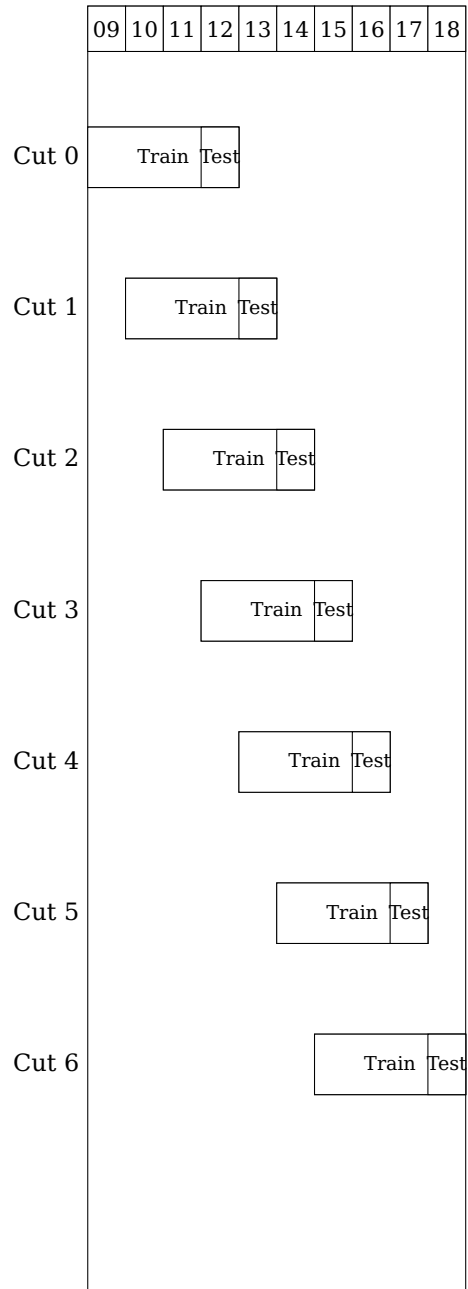 09 10 11 12 13 14 15 16 17 18
Cut 0 Train Test
Cut 1 Train Test
Cut 2 Train Test
Cut 3 Train Test
Cut 4 Train Test
Cut 5 Train Test
Cut 6 Train Test